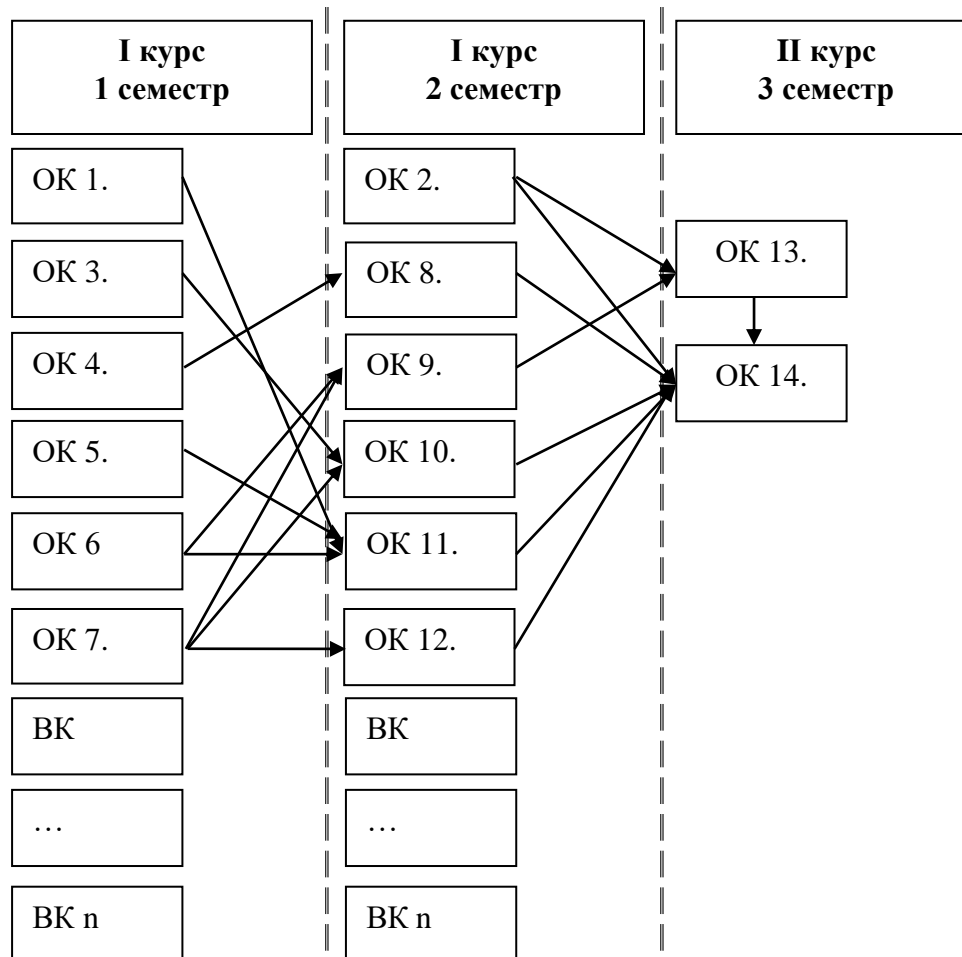 І курс
1 семестр
І курс
2 семестр
ІІ курс
3 семестр
ОК 1.
ОК 2.
ОК 3.
ОК 8.
ОК 13.
ОК 4.
ОК 9.
ОК 14.
ОК 5.
ОК 10.
ОК 6
ОК 11.
ОК 7.
ОК 12.
ВК
ВК
…
…
ВК n
ВК n